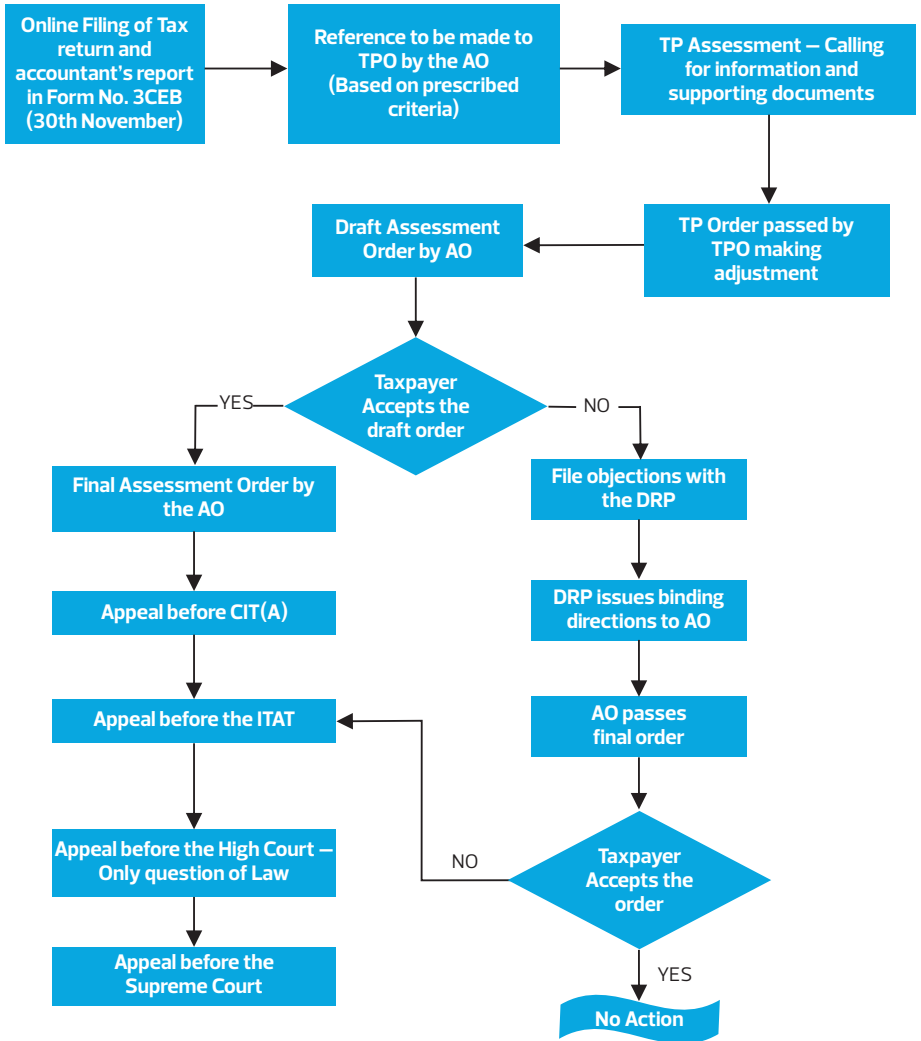 Online Filing of Tax
return and
accountant's report
in Form No. 3CEB
(30th November)
Reference to be made to
TPO by the AO
(Based on prescribed
criteria)
TP Assessment – Calling
for information and
supporting documents
TP Order passed by
TPO making
adjustment
Draft Assessment
Order by AO
Taxpayer
Accepts the
draft order
YES
NO
Final Assessment Order by
the AO
Appeal before CIT(A)
Appeal before the ITAT
Appeal before the High Court –
Only question of Law
Appeal before the
Supreme Court
File objections with
the DRP
DRP issues binding
directions to AO
AO passes
final order
Taxpayer
Accepts the
order
NO
YES
No Action